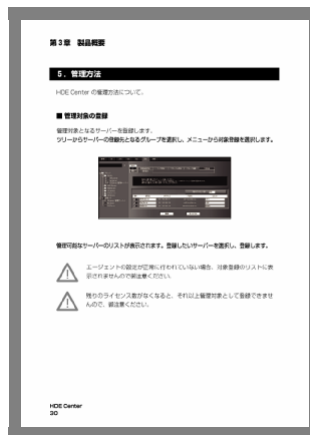 第3章　製品概要
5．管理方法
HDE Center の管理方法について、
■ 管理対象の登録
管理対象となるサーバーを登録します。
ツリーからサーバーの登録先となるグループを選択し、メニューから対象登録を選択します。
管理可能なサーバーのリストが表示されます。登録したいサーバーを選択し、登録します。
エージェントの設定が正常に行われていない場合、対象登録のリストに表
示されませんので御注意ください。
残りのライセンス数がなくなると、それ以上管理対象として登録できませ
んので、御注意ください。
HDE Center
30